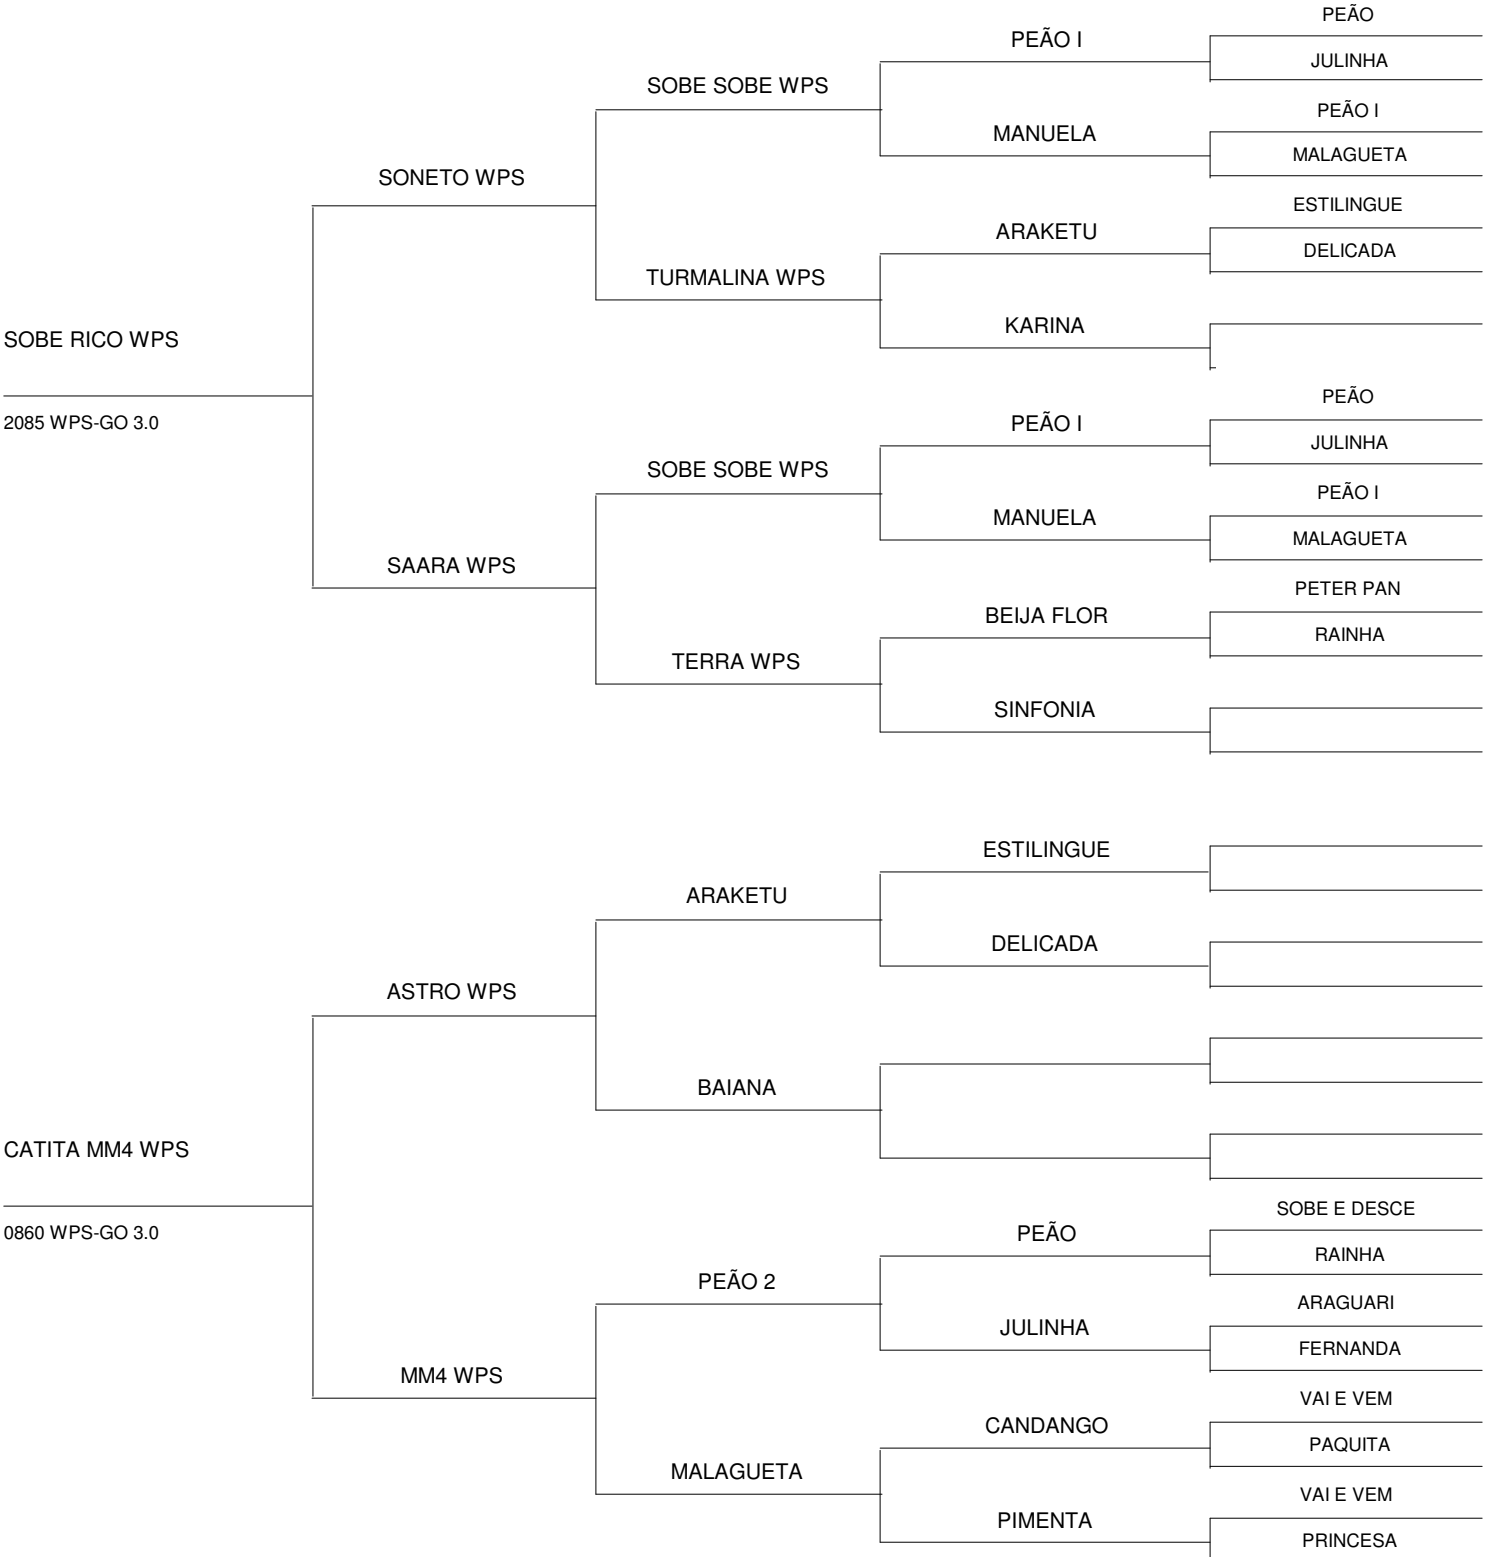 PEÃO
PEÃO I
JULINHA
SOBE SOBE WPS
PEÃO I
MANUELA
MALAGUETA
SONETO WPS
ESTILINGUE
ARAKETU
DELICADA
TURMALINA WPS
KARINA
SOBE RICO WPS
PEÃO
2085 WPS-GO 3.0
PEÃO I
JULINHA
SOBE SOBE WPS
PEÃO I
MANUELA
MALAGUETA
SAARA WPS
PETER PAN
BEIJA FLOR
RAINHA
TERRA WPS
SINFONIA
ESTILINGUE
ARAKETU
DELICADA
ASTRO WPS
BAIANA
CATITA MM4 WPS
SOBE E DESCE
0860 WPS-GO 3.0
PEÃO
RAINHA
PEÃO 2
ARAGUARI
JULINHA
FERNANDA
MM4 WPS
VAI E VEM
CANDANGO
PAQUITA
MALAGUETA
VAI E VEM
PIMENTA
PRINCESA